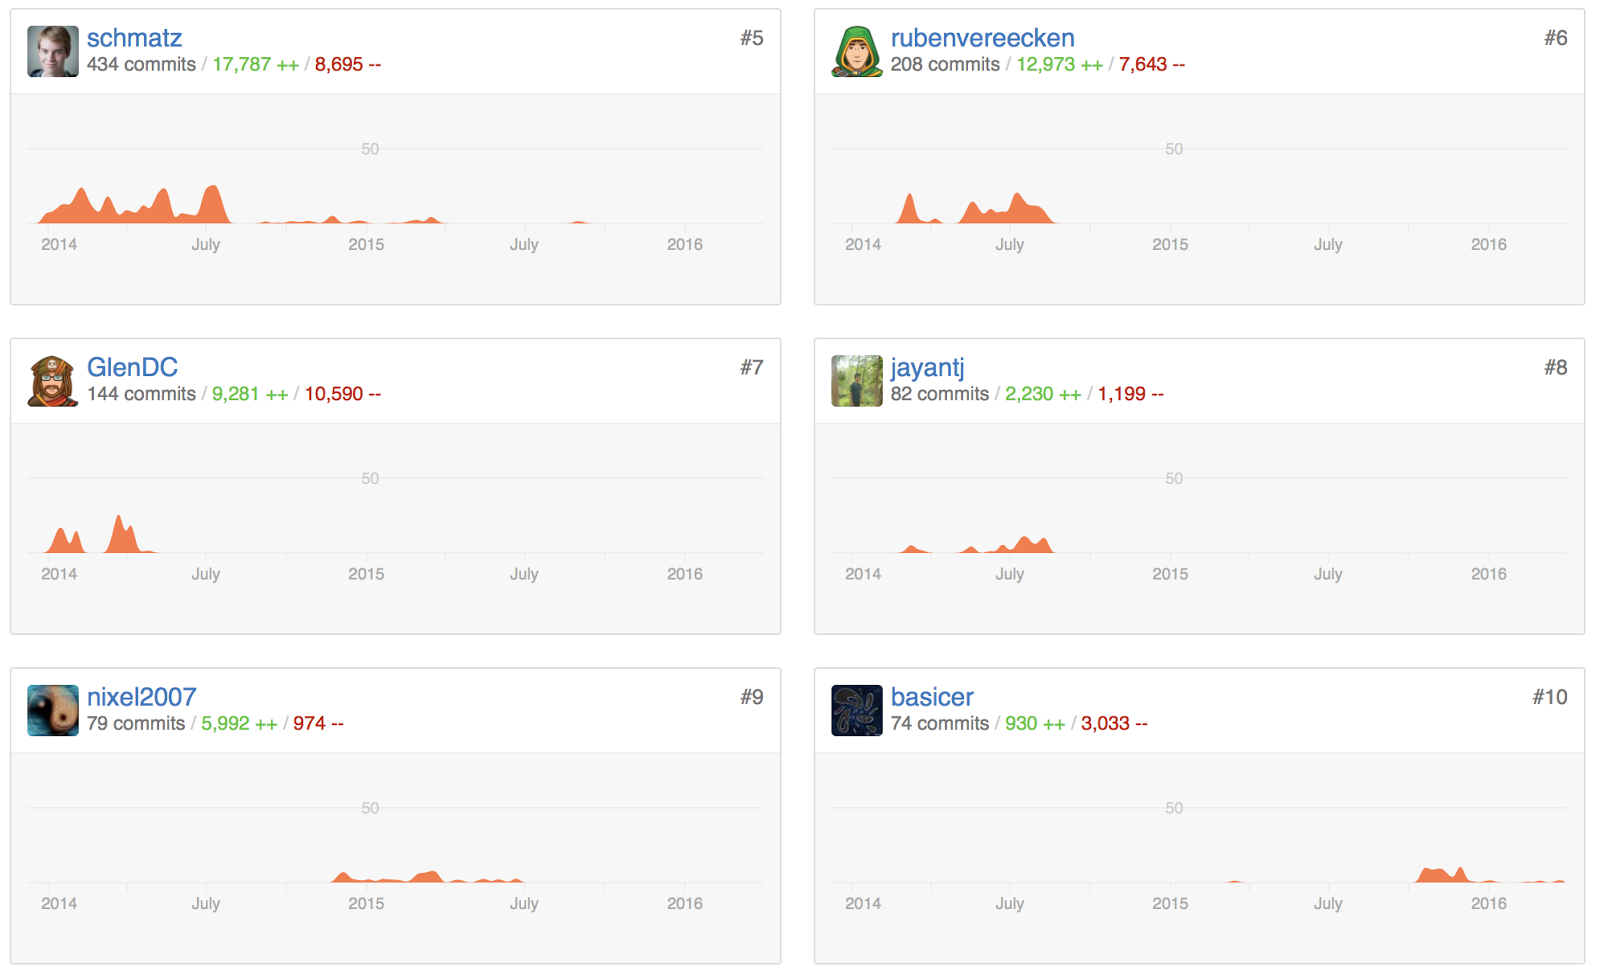 schmatz #5
434 commits / 17,787 ++ / 8,695 --
50
2014 July 2015 July 2016
rubenvereecken #6
208 commits / 12,973 ++ / 7,643 --
50
2014 July 2015 July 2016
GlenDC #7
144 commits / 9,281 ++ / 10,590 --
50
2014 July 2015 July 2016
jayantj #8
82 commits / 2,230 ++ / 1,199 --
50
2014 July 2015 July 2016
nixel2007 #9
79 commits / 5,992 ++ / 974 --
50
2014 July 2015 July 2016
basicer #10
74 commits / 930 ++ / 3,033 --
50
2014 July 2015 July 2016